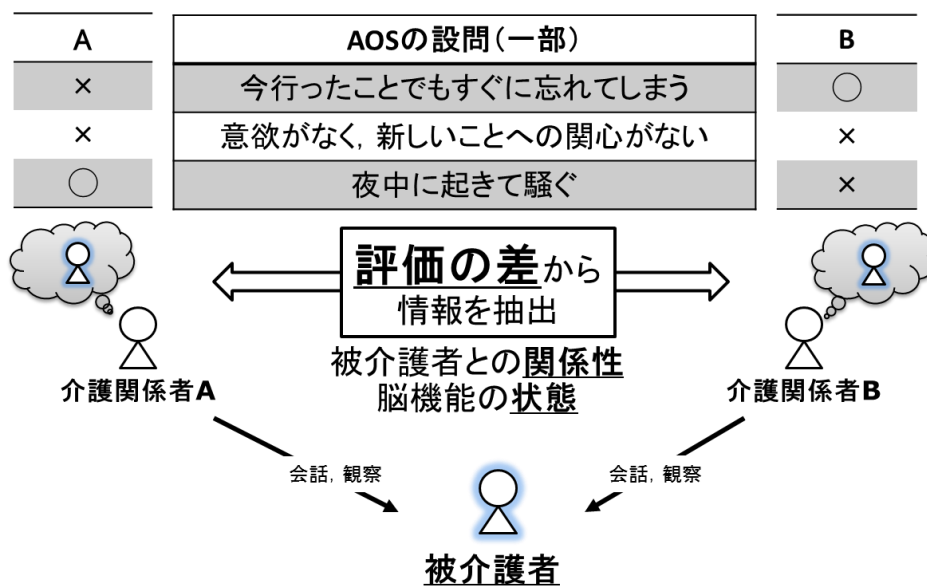 A AOSの設問(一部) B
× 今行ったことでもすぐに忘れてしまう ○
× 意欲がなく, 新しいことへの関心がない ×
○ 夜中に起きて騒ぐ ×
評価の差から
情報を抽出
被介護者との関係性
脳機能の状態
介護関係者A 介護関係者B
会話, 観察 会話, 観察
被介護者